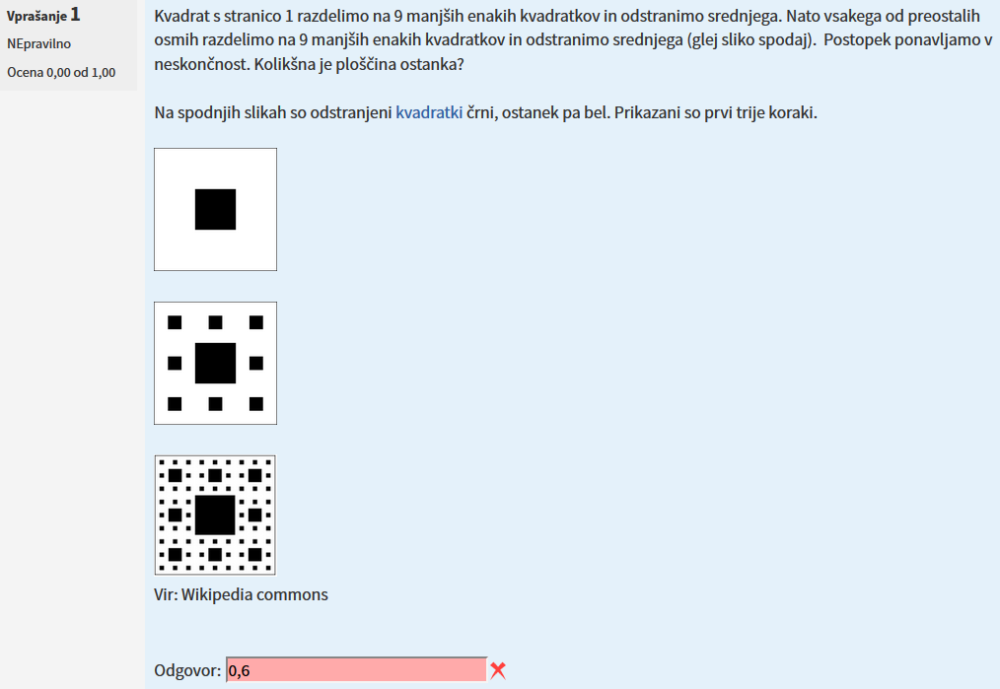 Vprašanje 1
NEpravilno
Ocena 0,00 od 1,00
Kvadrat s stranico 1 razdelimo na 9 manjših enakih kvadratkov in odstranimo srednjega. Nato vsakega od preostalih
osmih razdelimo na 9 manjših enakih kvadratkov in odstranimo srednjega (glej sliko spodaj).  Postopek ponavljamo v
neskončnost. Kolikšna je ploščina ostanka?
Na spodnjih slikah so odstranjeni kvadratki črni, ostanek pa bel. Prikazani so prvi trije koraki.
Vir: Wikipedia commons
Odgovor: 0,6